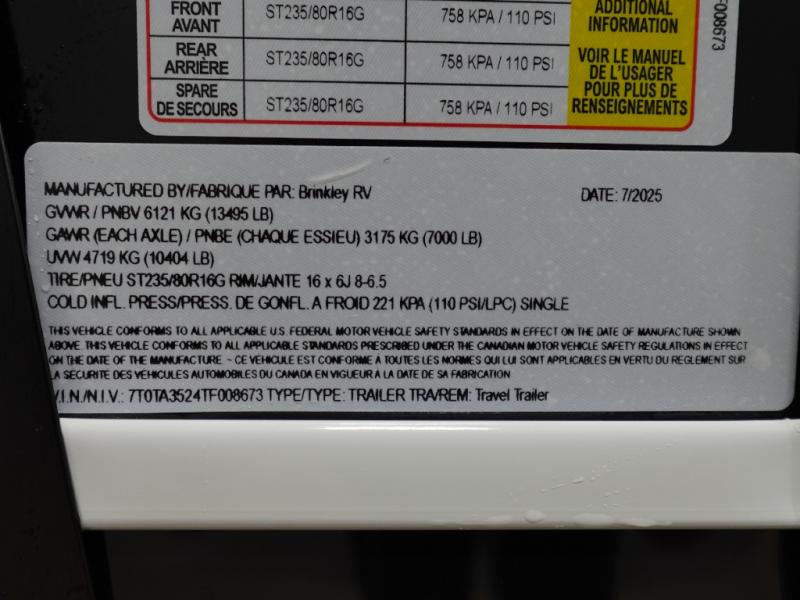 FRONT ST235/80R16G 758 KPA / 110 PSI ADDITIONAL
AVANT INFORMATION
REAR ST235/80R16G 758 KPA / 110 PSI VOIR LE MANUEL
ARRIÈRE DE L'USAGER
SPARE ST235/80R16G 758 KPA / 110 PSI POUR PLUS DE
DE SECOURS RENSEIGNEMENTS
F008673
MANUFACTURED BY/FABRIQUE PAR: Brinkley RV DATE: 7/2025
GVWR / PNBV 6121 KG (13495 LB)
GAWR (EACH AXLE) / PNBE (CHAQUE ESSIEU) 3175 KG (7000 LB)
UVW 4719 KG (10404 LB)
TIRE/PNEU ST235/80R16G RIM/JANTE 16 x 6J 8-6.5
COLD INFL. PRESS/PRESS. DE GONFL. A FROID 221 KPA (110 PSI/LPC) SINGLE
THIS VEHICLE CONFORMS TO ALL APPLICABLE U.S. FEDERAL MOTOR VEHICLE SAFETY STANDARDS IN EFFECT ON THE DATE OF MANUFACTURE SHOWN
ABOVE. THIS VEHICLE CONFORMS TO ALL APPLICABLE STANDARDS PRESCRIBED UNDER THE CANADIAN MOTOR VEHICLE SAFETY REGULATIONS IN EFFECT
ON THE DATE OF THE MANUFACTURE ~ CE VEHICULE EST CONFORME A TOUTES LES NORMES QUI LUI SONT APPLICABLES EN VERTU DU REGLEMENT SUR
LA SÉCURITE DES VÉHICULES AUTOMOBILES DU CANADA EN VIGUEUR A LA DATE DE SA FABRICATION
V.I.N./N.I.V.: 7T0TA3524TF008673 TYPE/TYPE: TRAILER TRA/REM: Travel Trailer